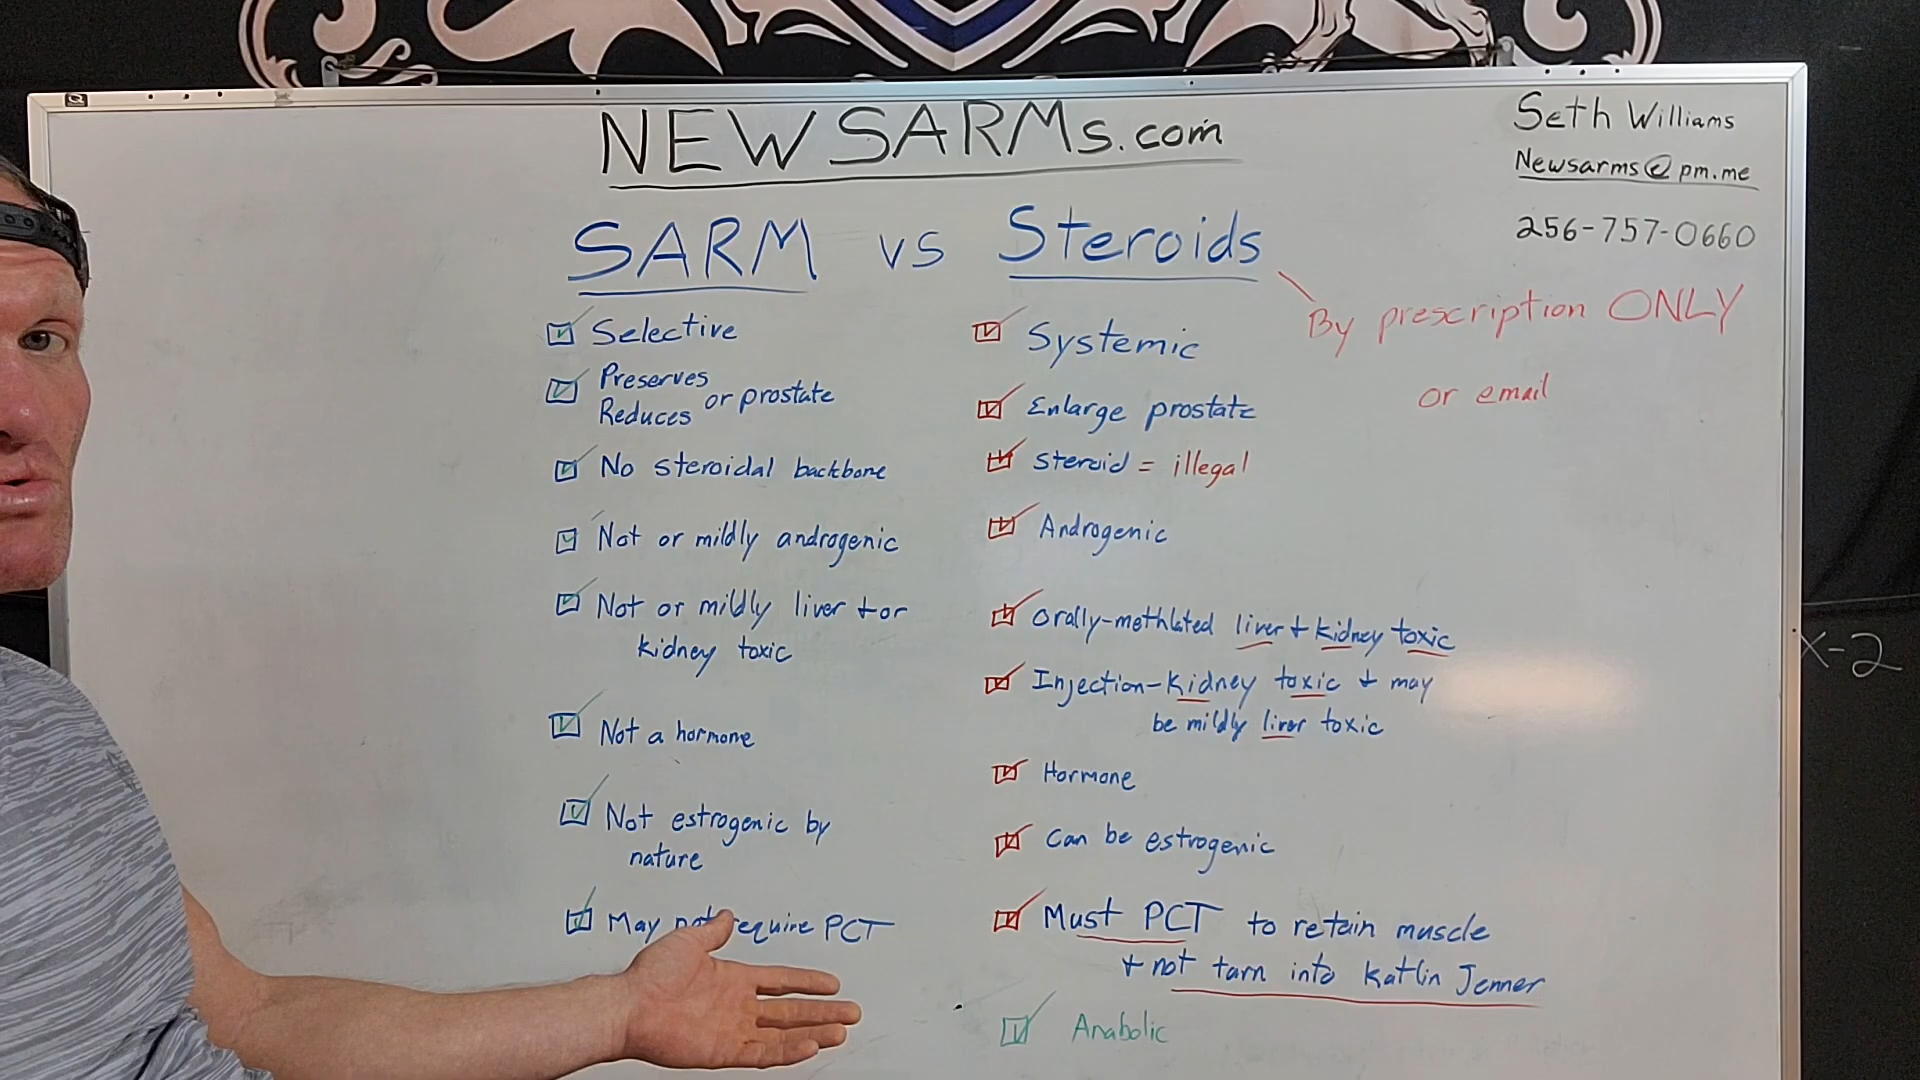 NEWSARMs.com
Seth Williams
Newsarms@pm.me
256-757-0660
SARM vs Steroids
By prescription ONLY
or email
Selective
Preserves
Reduces or prostate
No steroidal backbone
Not or mildly androgenic
Not or mildly liver + or
kidney toxic
Not a hormone
Not estrogenic by
nature
May not require PCT
Systemic
Enlarge prostate
Steroid = illegal
Androgenic
Orally-methlated liver + kidney toxic
Injection-Kidney toxic + may
be mildly liver toxic
Hormone
Can be estrogenic
Must PCT to retain muscle
+ not turn into Katlin Jenner
Anabolic
X-2